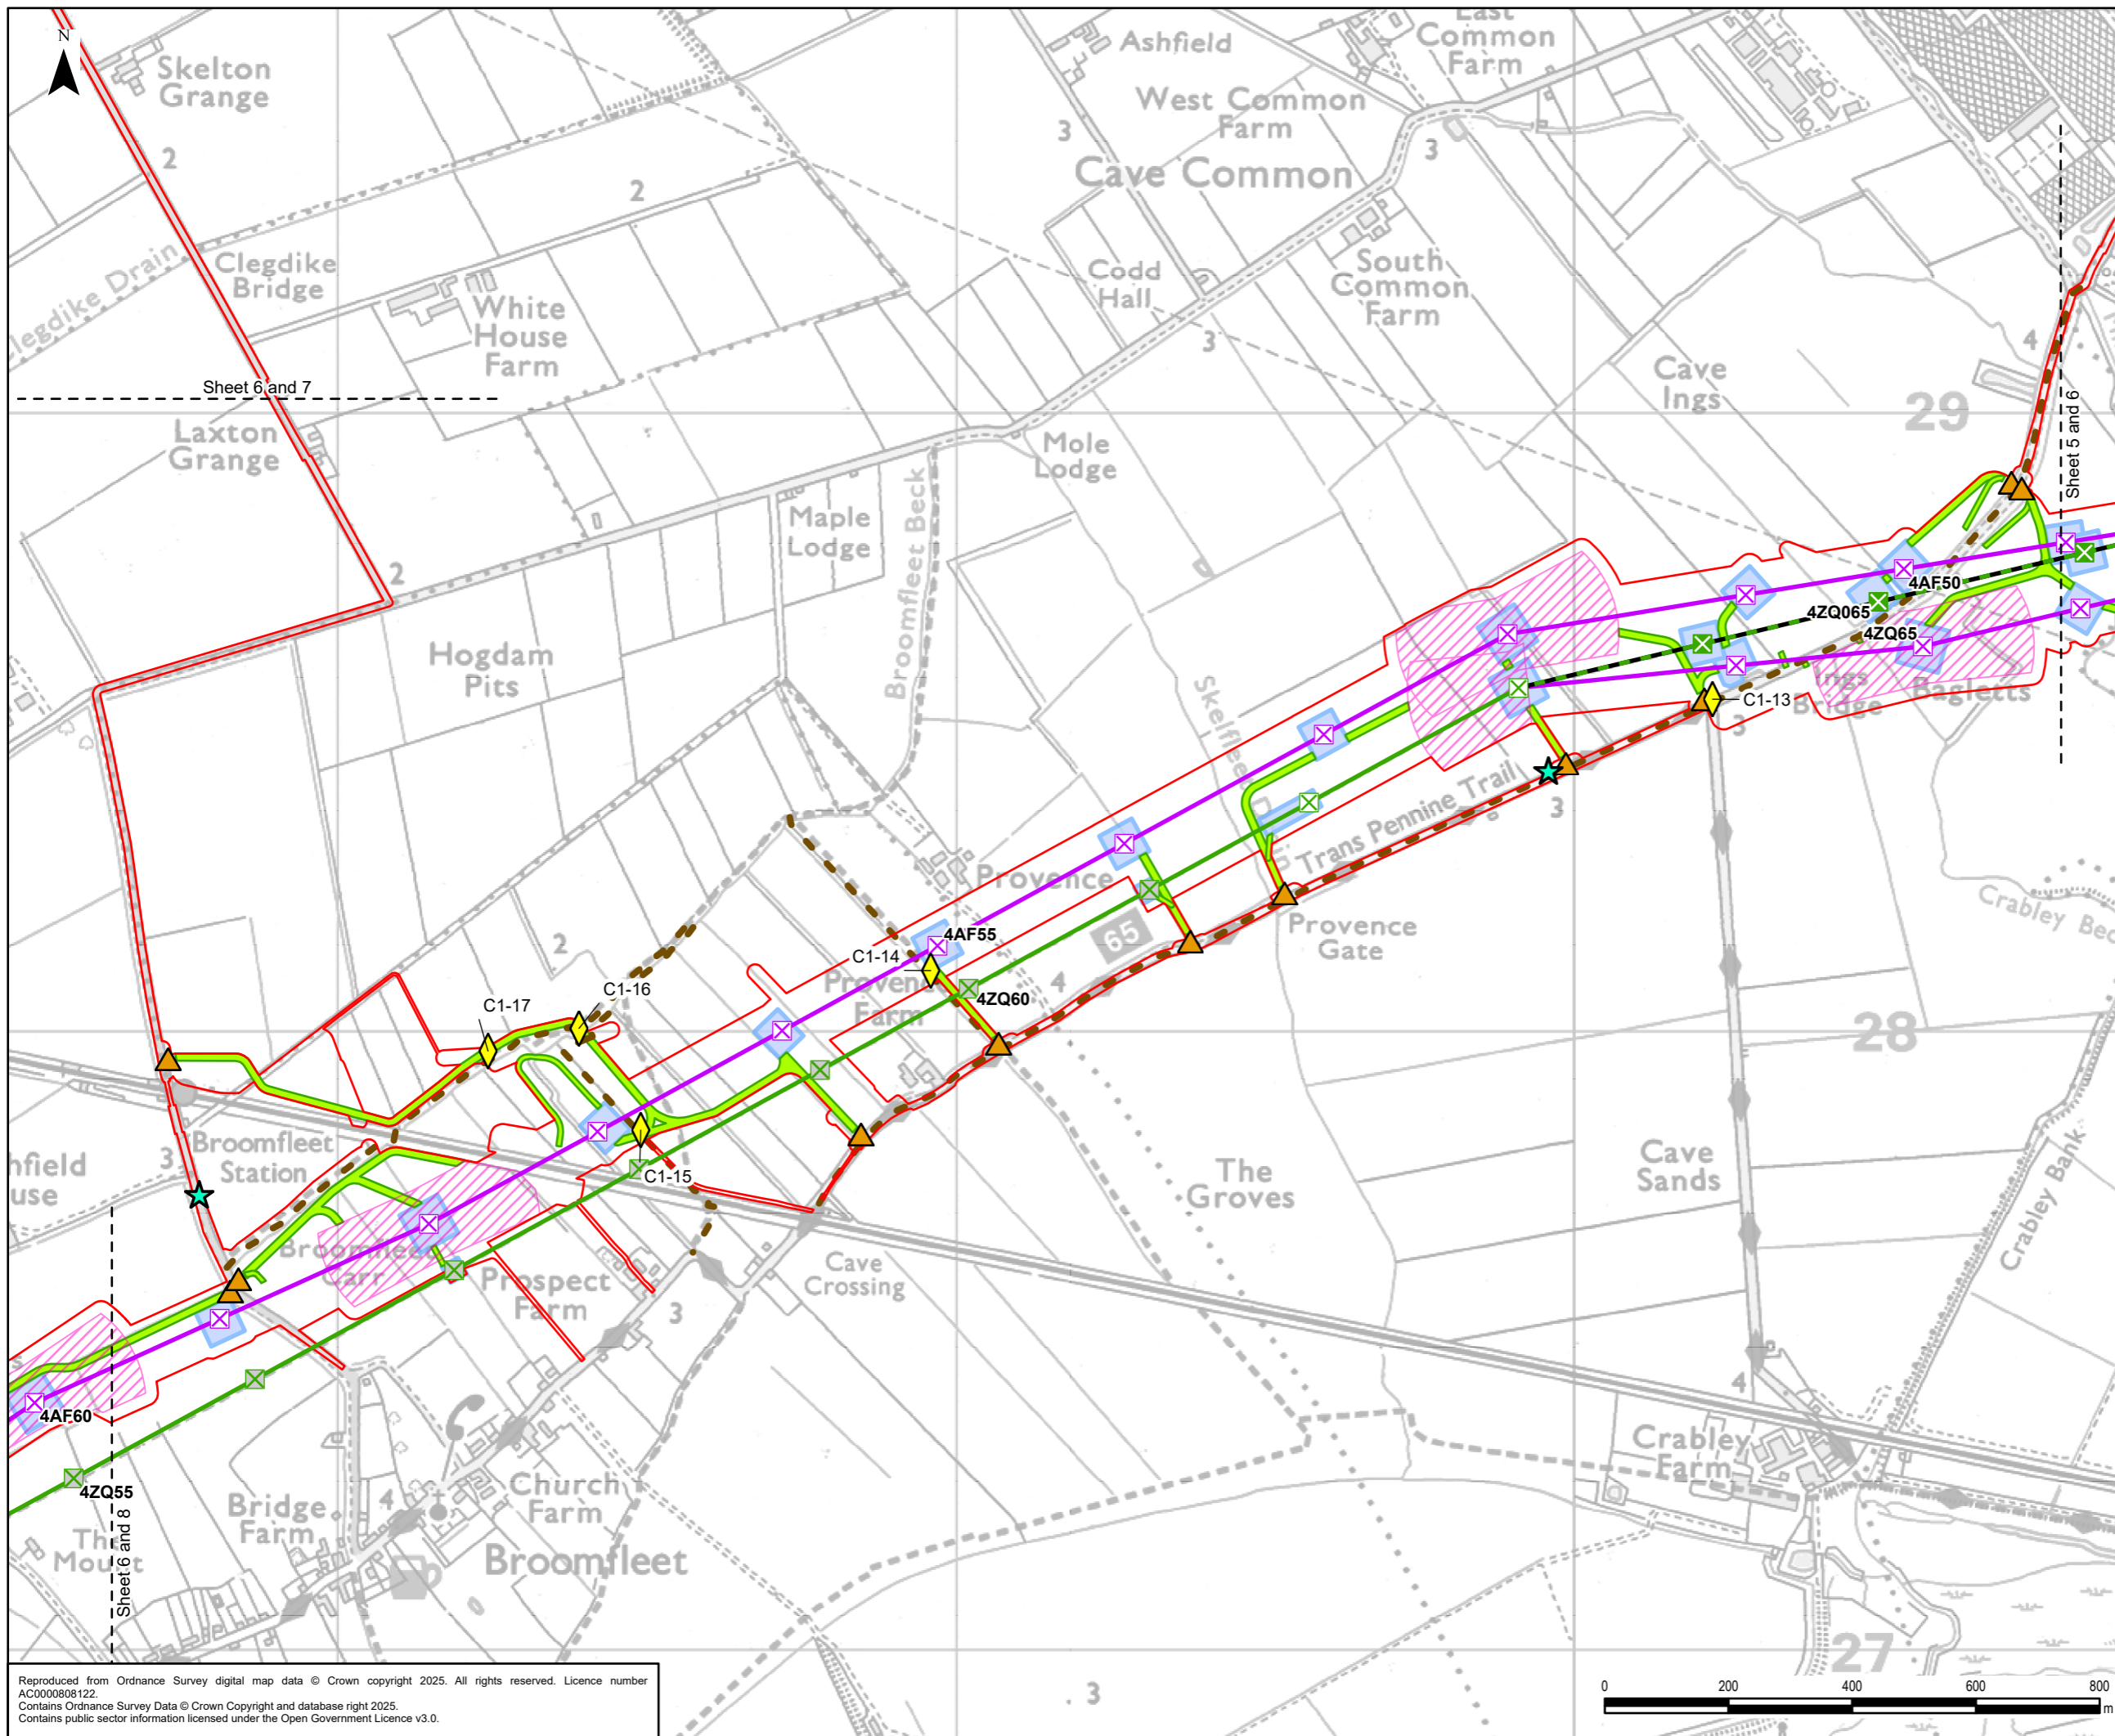 N
Skelton
Grange
Ashfield
East
Common
Farm
West Common
Farm
Cave Common
3
3
2
2
Clegdike Drain
Clegdike
Bridge
White
House
Farm
Codd
Hall
South
Common
Farm
3
4
Cave
Ings
29
Sheet 6 and 7
Sheet 5 and 6
Laxton
Grange
Mole
Lodge
Broomfleet Beck
Maple
Lodge
2
Hogdam
Pits
4AF50
4ZQ065
4ZQ65
C1-13
Bridge
Bagletts
3
Trans Pennine Trail
3
Provence
65
Provence
Gate
Crabley Bec
4AF55
C1-14
Provence
Farm
4ZQ60
4
2
C1-16
C1-17
28
3
Broomfleet
Station
3
hfield
use
C1-15
The
Groves
Cave
Sands
Crabley Bank
Broomfleet
Carr
Prospect
Farm
3
Cave
Crossing
4AF60
4ZQ55
Sheet 6 and 8
The
Mount
Bridge
Farm
4
Church
Farm
Broomfleet
Crabley
Farm
4
27
3
0 200 400 600 800
m
Reproduced from Ordnance Survey digital map data © Crown copyright 2025. All rights reserved. Licence number
AC0000808122.
Contains Ordnance Survey Data © Crown Copyright and database right 2025.
Contains public sector information licensed under the Open Government Licence v3.0.